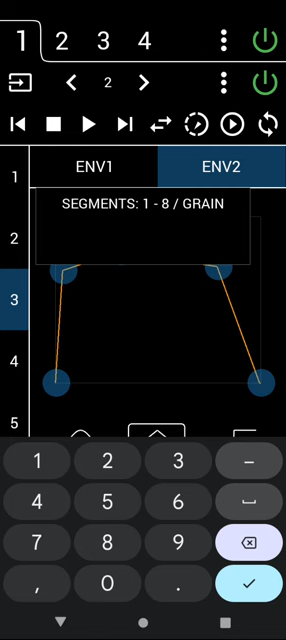 1 2 3 4
2
ENV1 ENV2
SEGMENTS: 1 - 8 / GRAIN
1
2
3
4
5
1 2 3 –
4 5 6
7 8 9
, 0 .